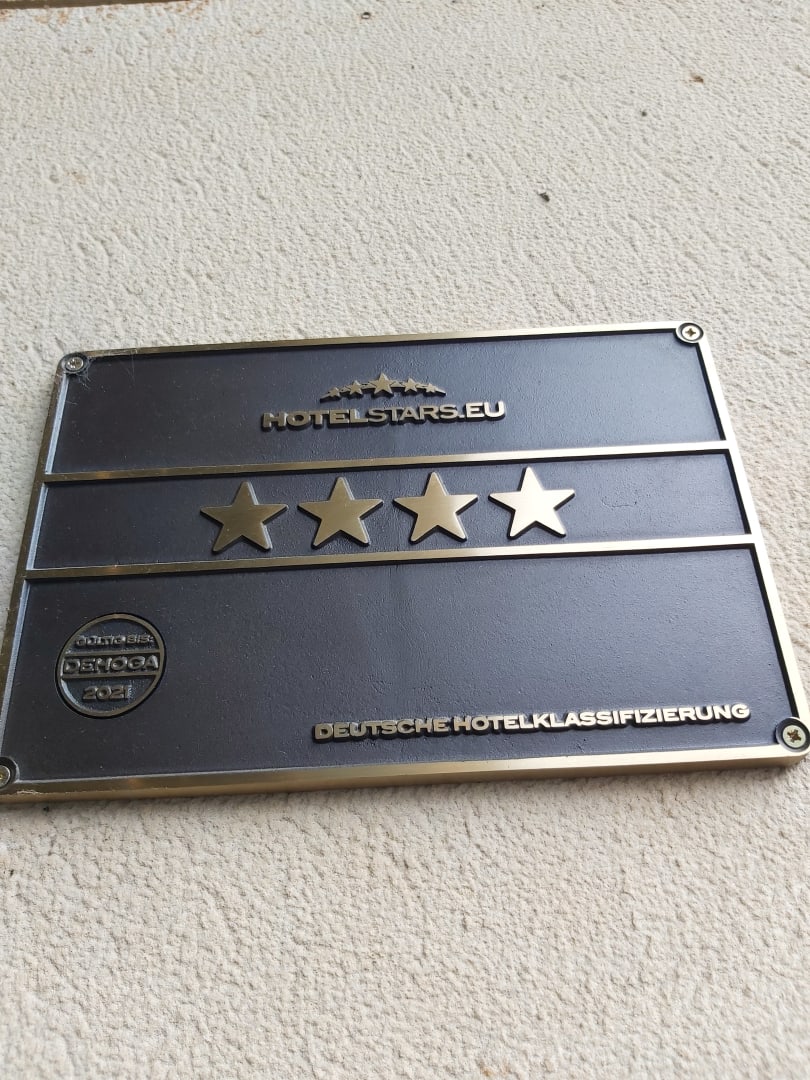 HOTELSTARS.EU
GÜLTIG BIS:
DEHOGA
2021
DEUTSCHE HOTELKLASSIFIZIERUNG